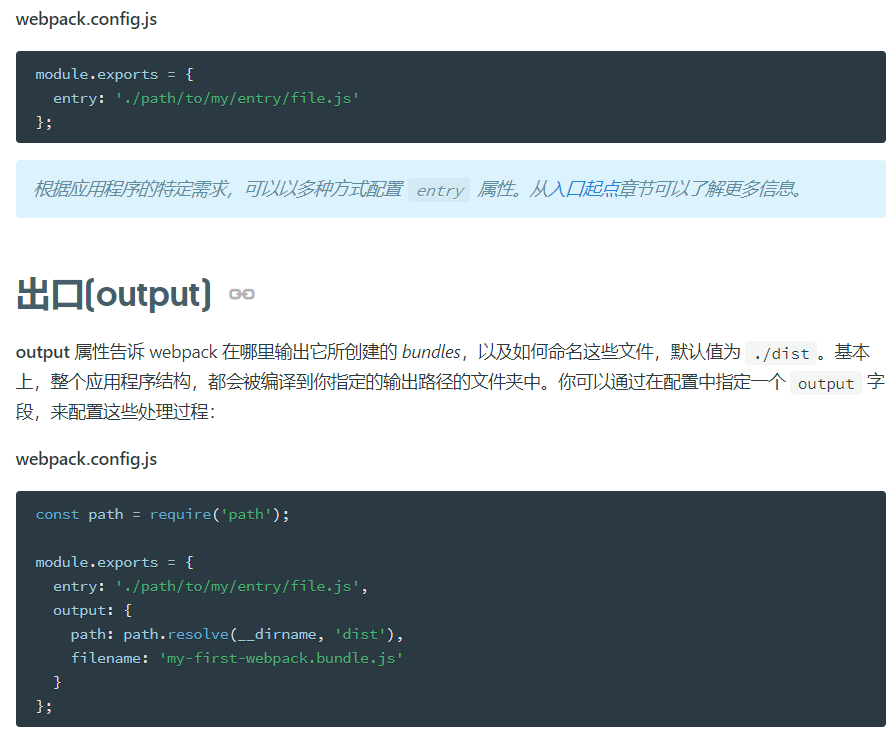 webpack.config.js
module.exports = {
  entry: './path/to/my/entry/file.js'
};
根据应用程序的特定需求，可以以多种方式配置 entry 属性。从入口起点章节可以了解更多信息。
出口(output)
output 属性告诉 webpack 在哪里输出它所创建的 bundles，以及如何命名这些文件，默认值为 ./dist 。基本
上，整个应用程序结构，都会被编译到你指定的输出路径的文件夹中。你可以通过在配置中指定一个 output 字
段，来配置这些处理过程：
webpack.config.js
const path = require('path');
module.exports = {
  entry: './path/to/my/entry/file.js',
  output: {
    path: path.resolve(__dirname, 'dist'),
    filename: 'my-first-webpack.bundle.js'
  }
};